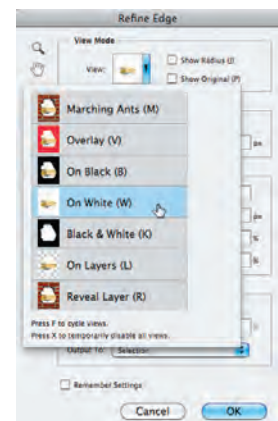 Refine Edge
View Mode
View:
Show Radius (J)
Show Original (P)
Marching Ants (M)
Overlay (V)
On Black (B)
px
On White (W)
px
Black & White (K)
%
On Layers (L)
%
Reveal Layer (R)
Press F to cycle views.
Press X to temporarily disable all views.
Output To: Selection
Remember Settings
Cancel
OK